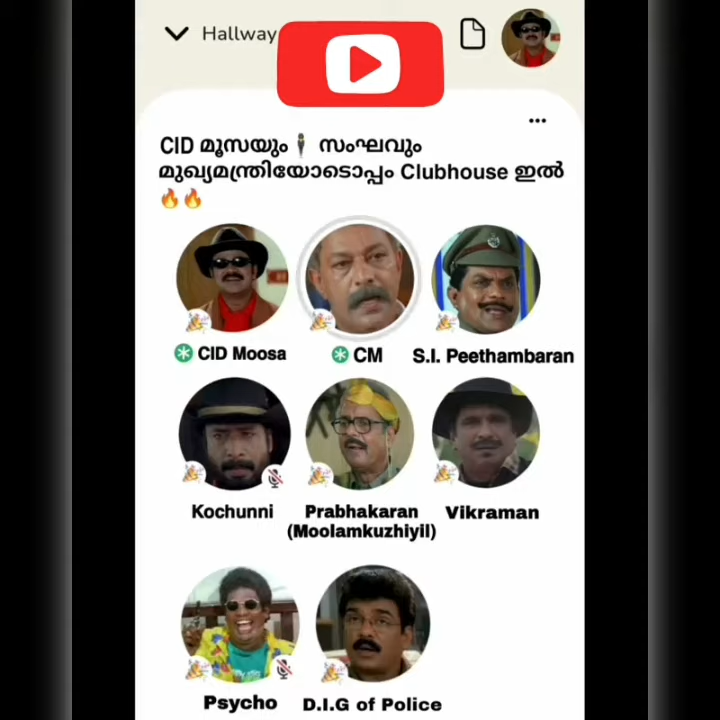 Hallway
CID മൂസയും സംഘവും
മുഖ്യമന്ത്രിയോടൊപ്പം Clubhouse ഇൽ
CID Moosa
CM
S.I. Peethambaran
Kochunni
Prabhakaran
(Moolamkuzhiyil)
Vikraman
Psycho
D.I.G of Police